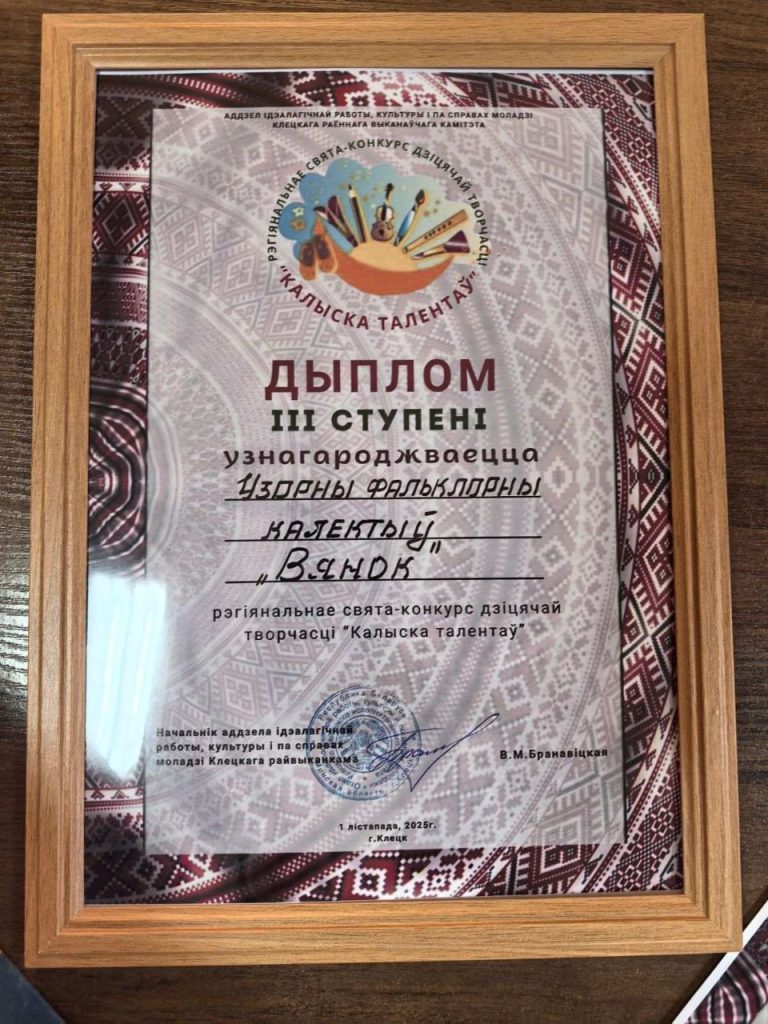 АДДЗЕЛ ІДЭАЛАГІЧНАЙ РАБОТЫ, КУЛЬТУРЫ І ПА СПРАВАХ МОЛАДЗІ
КЛЕЦКАГА РАЁННАГА ВЫКАНАЎЧАГА КАМІТЭТА
РЭГІЯНАЛЬНАЕ СВЯТА-КОНКУРС ДЗІЦЯЧАЙ ТВОРЧАСЦІ
"КАЛЫСКА ТАЛЕНТАЎ"
ДЫПЛОМ
III СТУПЕНІ
узнагароджваецца
Узорны фальклорны
калектыў
„Вянок"
рэгіянальнае свята-конкурс дзіцячай
творчасці "Калыска талентаў"
Рэспубліка Беларусь
Начальнік аддзела ідэалагічнай
работы, культуры і па справах
моладзі Клецкага райвыканкама
В.М.Бранавіцкая
1 лістапада, 2025г.
г.Клецк